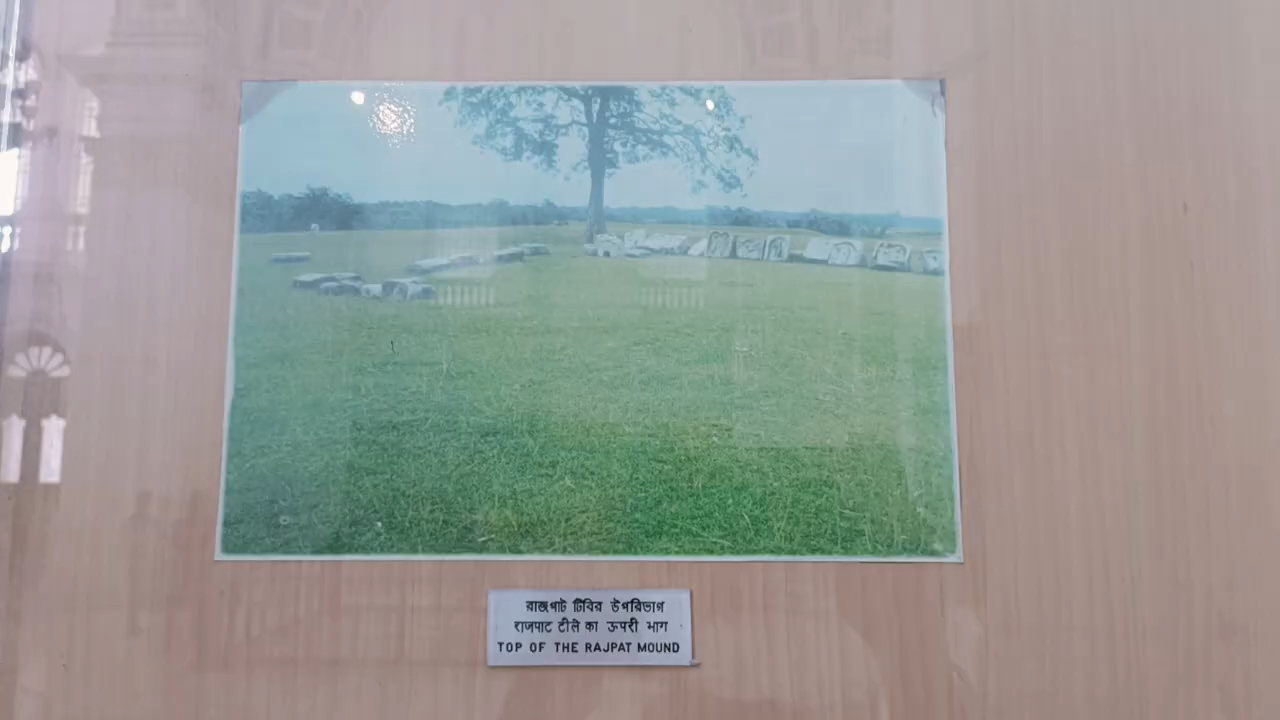 রাজপাট টিবির উপরিভাগ
राजपाट टीले का ऊपरी भाग
TOP OF THE RAJPAT MOUND